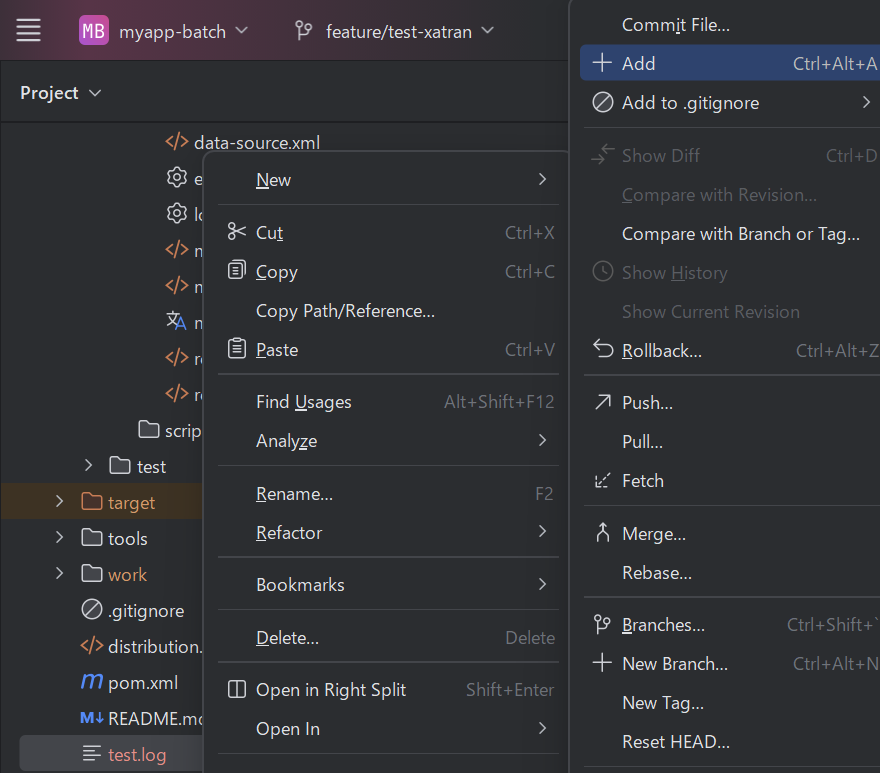 MB myapp-batch feature/test-xatran
Project
data-source.xml
scrip
test
target
tools
work
.gitignore
distribution.
pom.xml
M↓ README.md
test.log
New
Cut Ctrl+X
Copy Ctrl+C
Copy Path/Reference...
Paste Ctrl+V
Find Usages Alt+Shift+F12
Analyze
Rename... F2
Refactor
Bookmarks
Delete... Delete
Open in Right Split Shift+Enter
Open In
Commit File...
Add Ctrl+Alt+A
Add to .gitignore
Show Diff Ctrl+D
Compare with Revision...
Compare with Branch or Tag...
Show History
Show Current Revision
Rollback... Ctrl+Alt+Z
Push...
Pull...
Fetch
Merge...
Rebase...
Branches... Ctrl+Shift+`
New Branch... Ctrl+Alt+N
New Tag...
Reset HEAD...